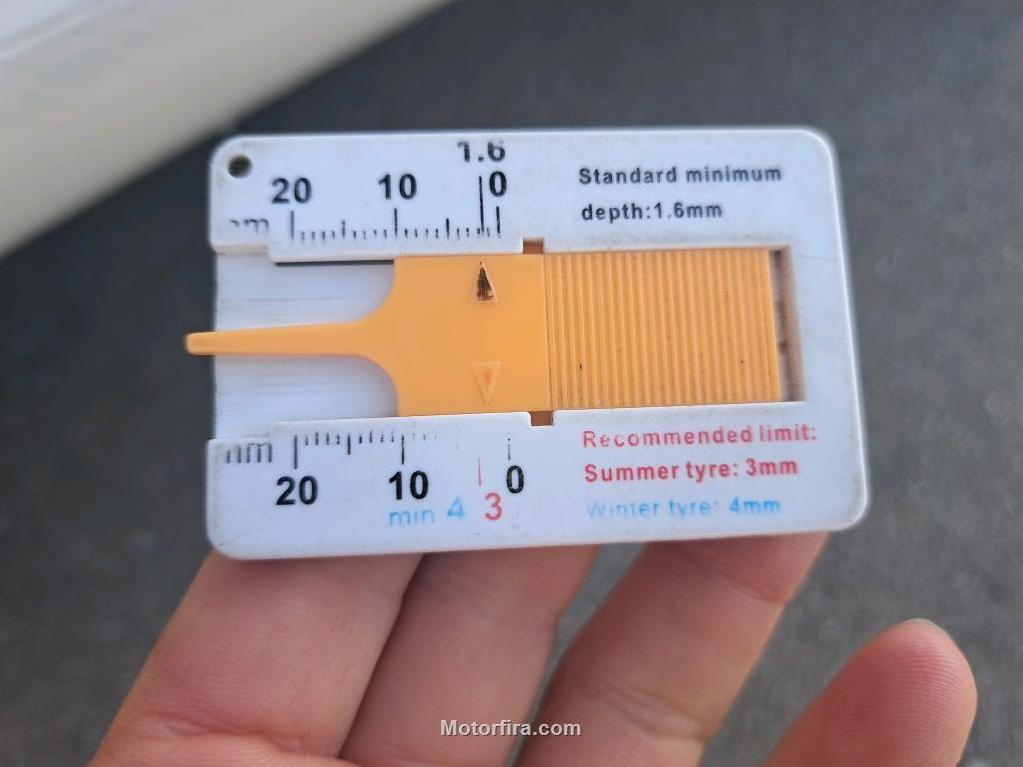 1.6
20 10 0
mm
Standard minimum
depth:1.6mm
mm
20 10 0
min 4 3
Recommended limit:
Summer tyre: 3mm
Winter tyre: 4mm
Motorfira.com